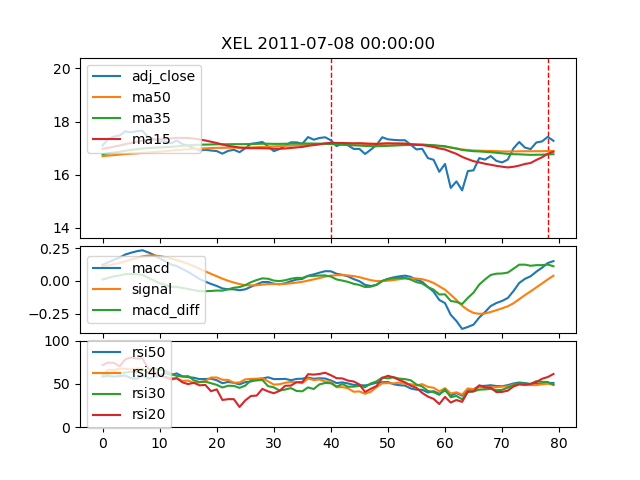 XEL 2011-07-08 00:00:00
20
18
16
14
adj_close
ma50
ma35
ma15
0.25
0.00
−0.25
macd
signal
macd_diff
100
50
0
rsi50
rsi40
rsi30
rsi20
0 10 20 30 40 50 60 70 80